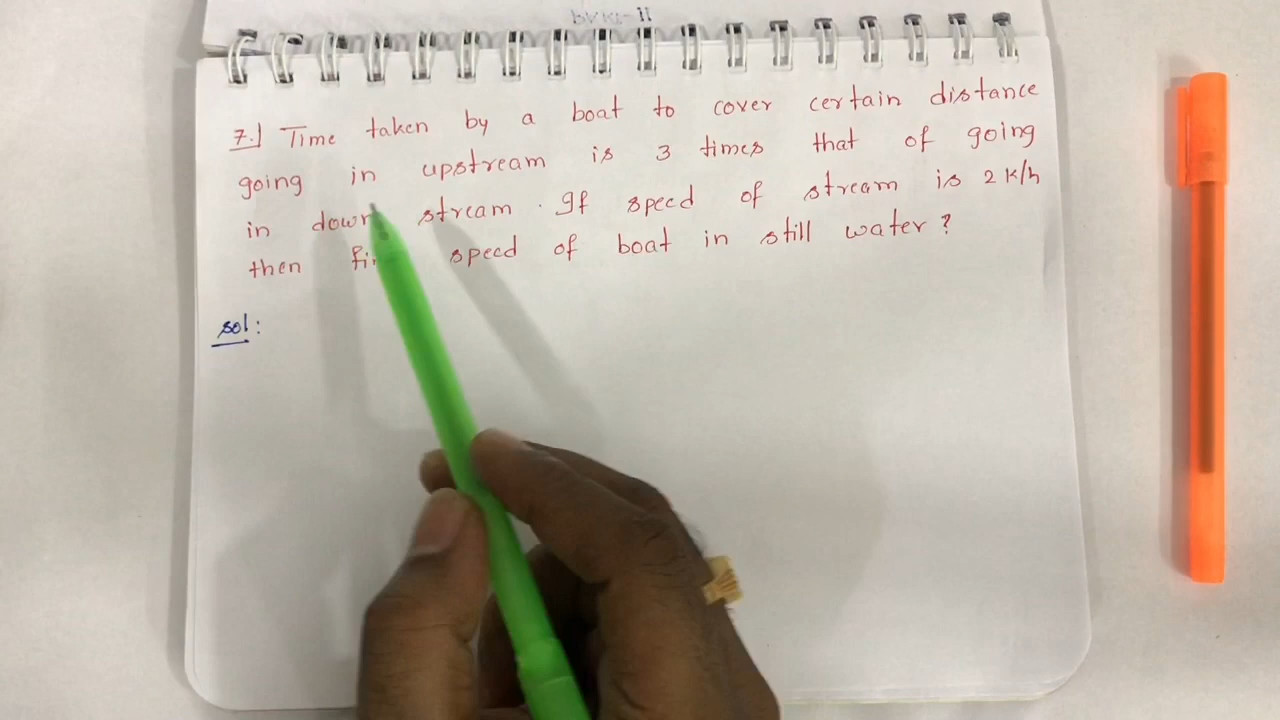 7.) Time taken by a boat to cover certain distance
going in upstream is 3 times that of going
in down stream. If speed of stream is 2 k/h
then speed of boat in still water?
sol: